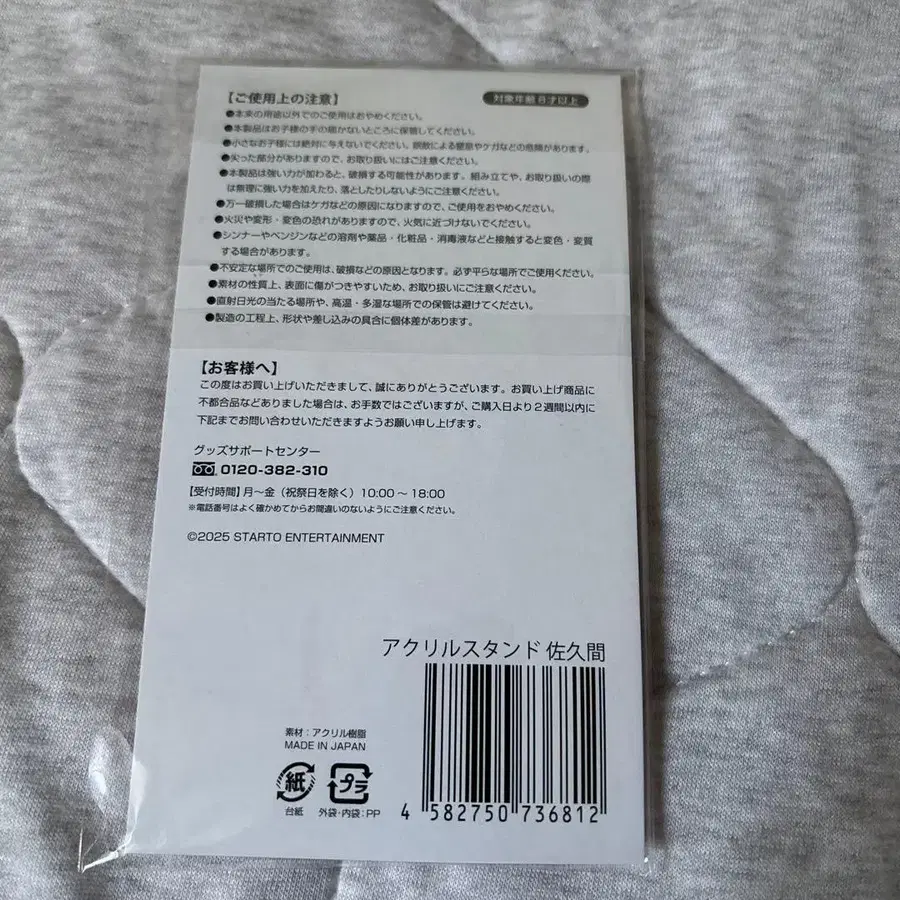 【ご使用上の注意】
対象年齢8才以上
●本来の用途以外でのご使用はおやめください。
●本製品はお子様の手の届かないところに保管してください。
●小さなお子様には絶対に与えないでください。誤飲による窒息やケガなどの危険があります。
●尖った部分がありますので、お取り扱いにはご注意ください。
●本製品は強い力が加わると、破損する可能性があります。組み立てや、お取り扱いの際
は無理に強い力を加えたり、落としたりしないようにご注意ください。
●万一破損した場合はケガなどの原因になりますので、ご使用をおやめください。
●火災や変形・変色の恐れがありますので、火気に近づけないでください。
●シンナーやベンジンなどの溶剤や薬品・化粧品・消毒液などと接触すると変色・変質
する場合があります。
●不安定な場所でのご使用は、破損などの原因となります。必ず平らな場所でご使用ください。
●素材の性質上、表面に傷がつきやすいため、お取り扱いにご注意ください。
●直射日光の当たる場所や、高温・多湿な場所での保管は避けてください。
●製造の工程上、形状や差し込みの具合に個体差があります。
【お客様へ】
この度はお買い上げいただきまして、誠にありがとうございます。お買い上げ商品に
不都合品などありました場合は、お手数ではございますが、ご購入日より2週間以内に
下記までお問い合わせいただきますようお願い申し上げます。
グッズサポートセンター
0120-382-310
【受付時間】月〜金（祝祭日を除く）10:00〜18:00
※電話番号はよく確かめてからお間違いのないようにご注意ください。
©2025 STARTO ENTERTAINMENT
アクリルスタンド 佐久間
素材：アクリル樹脂
MADE IN JAPAN
紙
プラ
台紙
外袋・内袋：PP
4 582750 736812